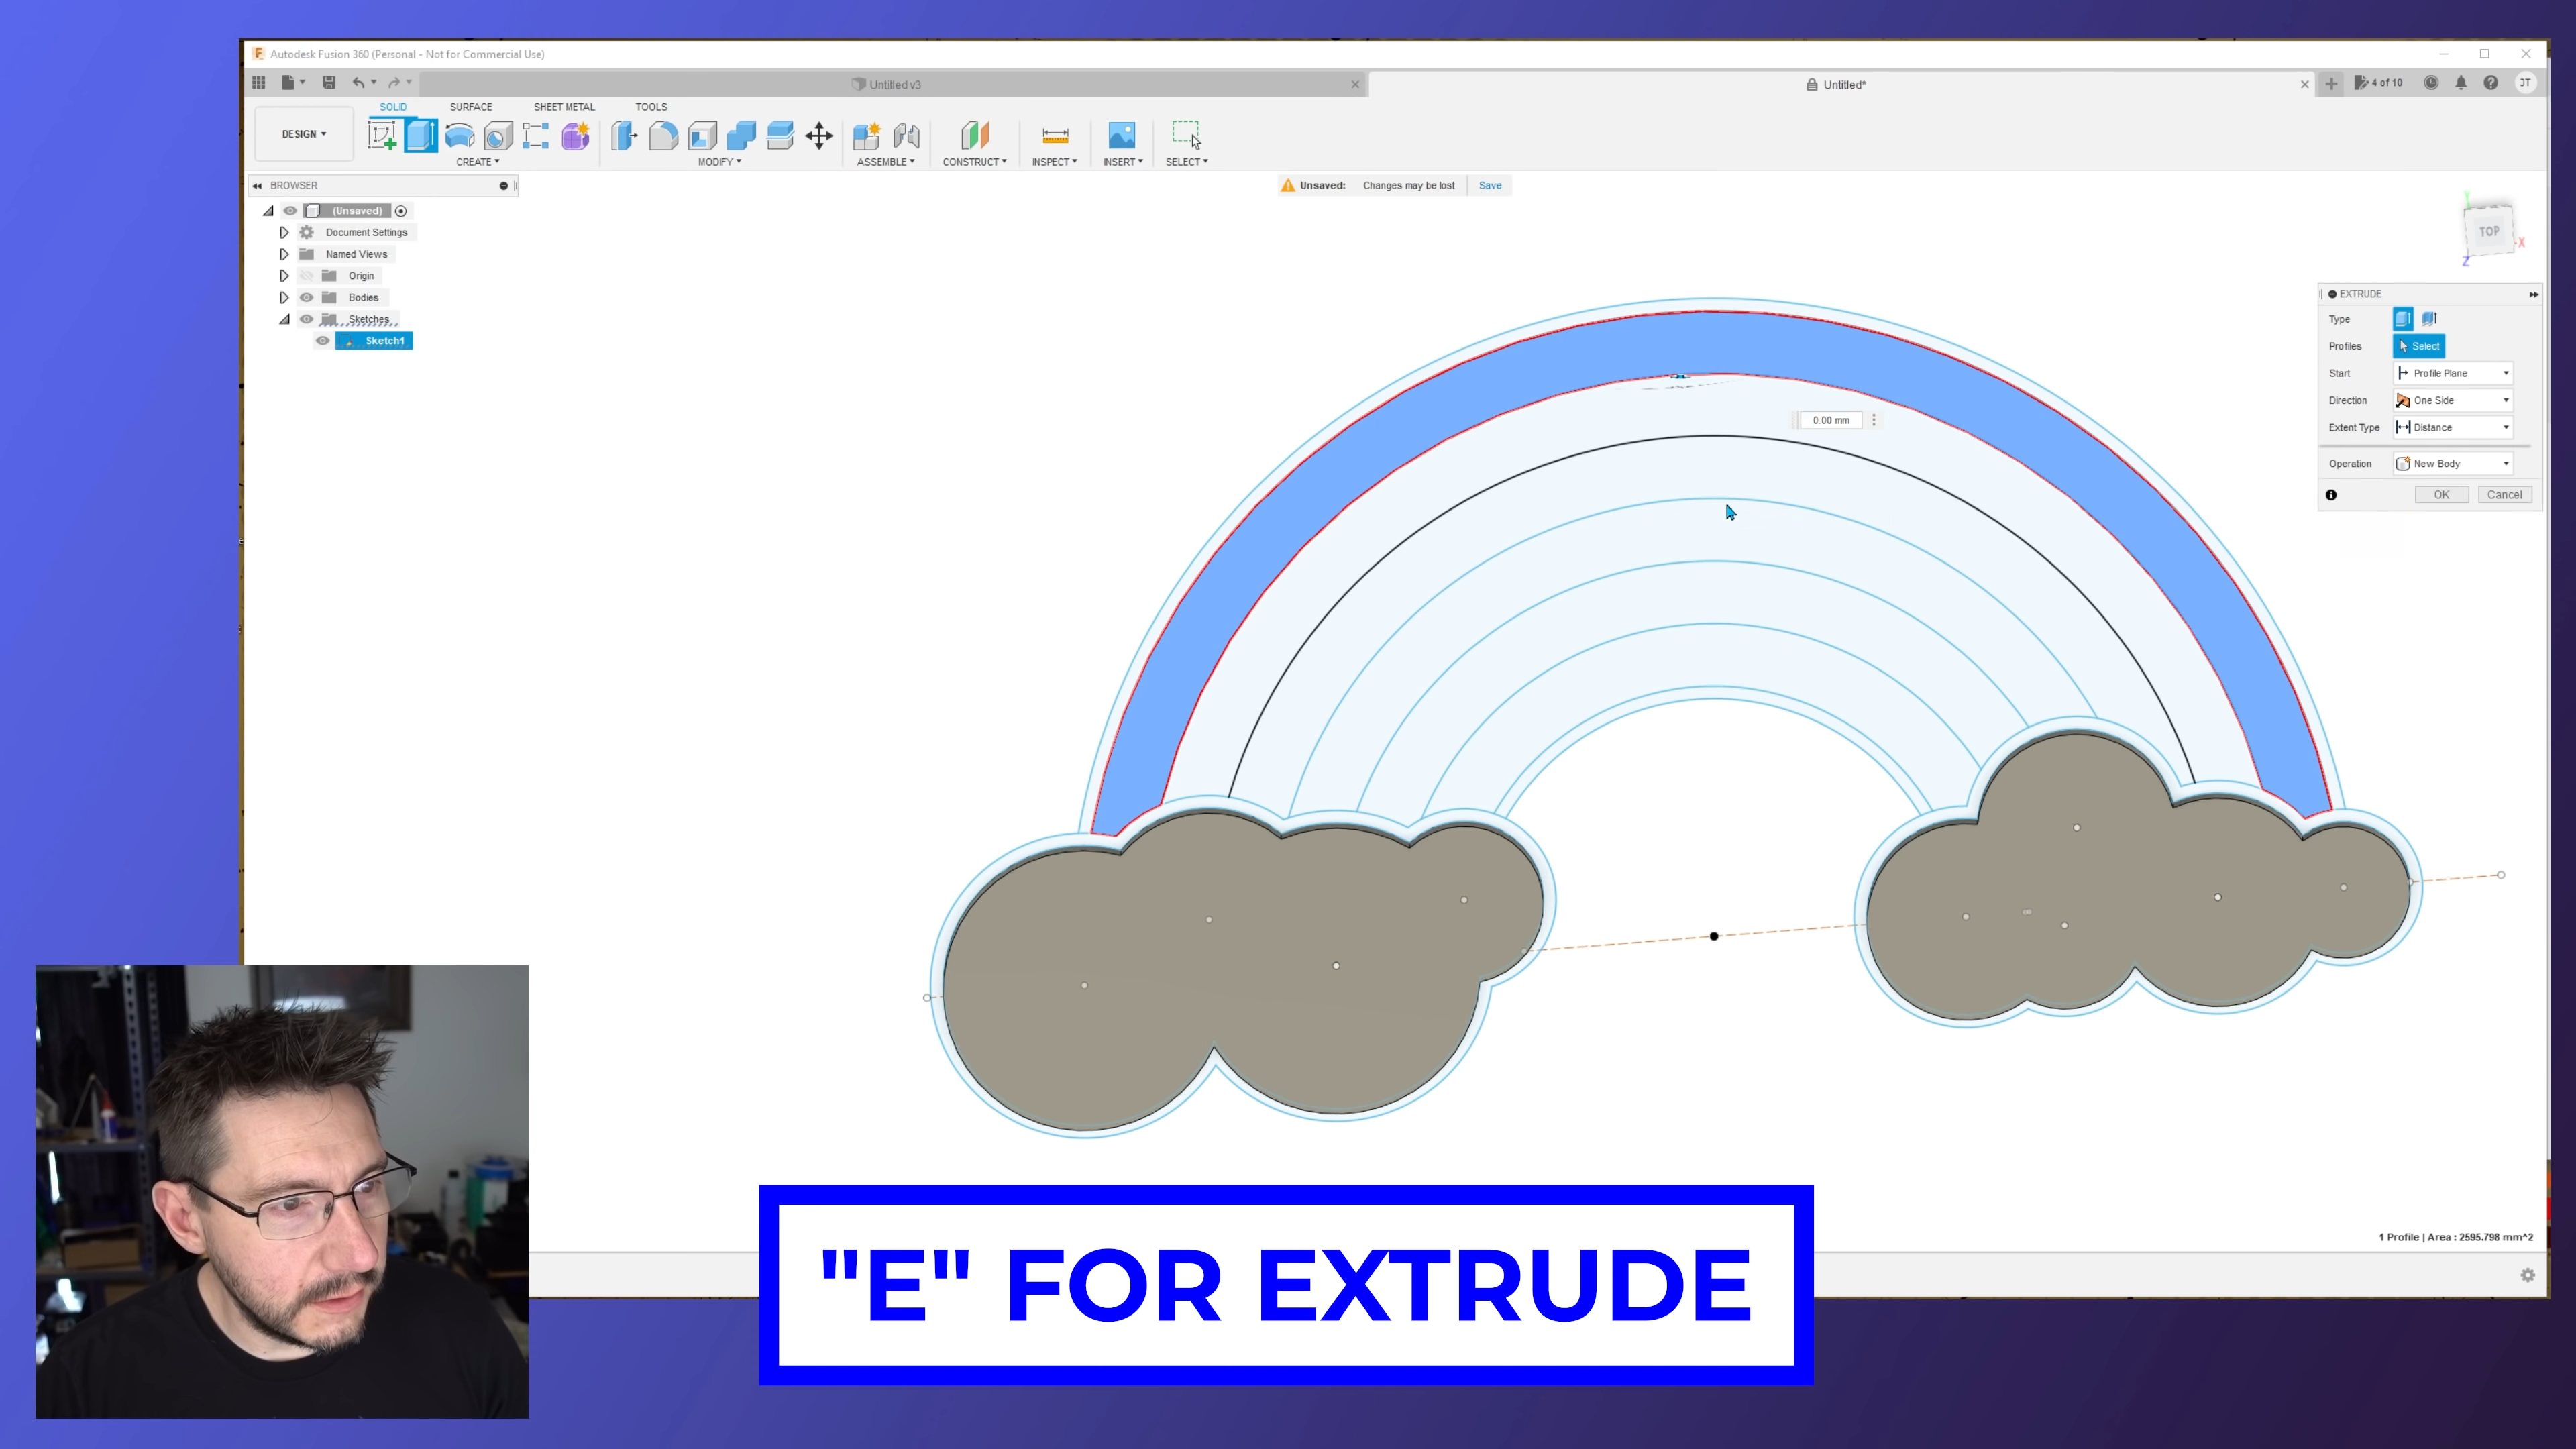 Autodesk Fusion 360 (Personal - Not for Commercial Use)
Untitled v3
Untitled*
4 of 10
JT
SOLID
SURFACE
SHEET METAL
TOOLS
DESIGN
CREATE
MODIFY
ASSEMBLE
CONSTRUCT
INSPECT
INSERT
SELECT
BROWSER
Unsaved: Changes may be lost Save
(Unsaved)
Document Settings
Named Views
Origin
Bodies
Sketches
Sketch1
TOP
X
Z
EXTRUDE
Type
Profiles Select
Start Profile Plane
Direction One Side
Extent Type Distance
Operation New Body
OK Cancel
0.00 mm
1 Profile | Area : 2595.798 mm^2
"E" FOR EXTRUDE